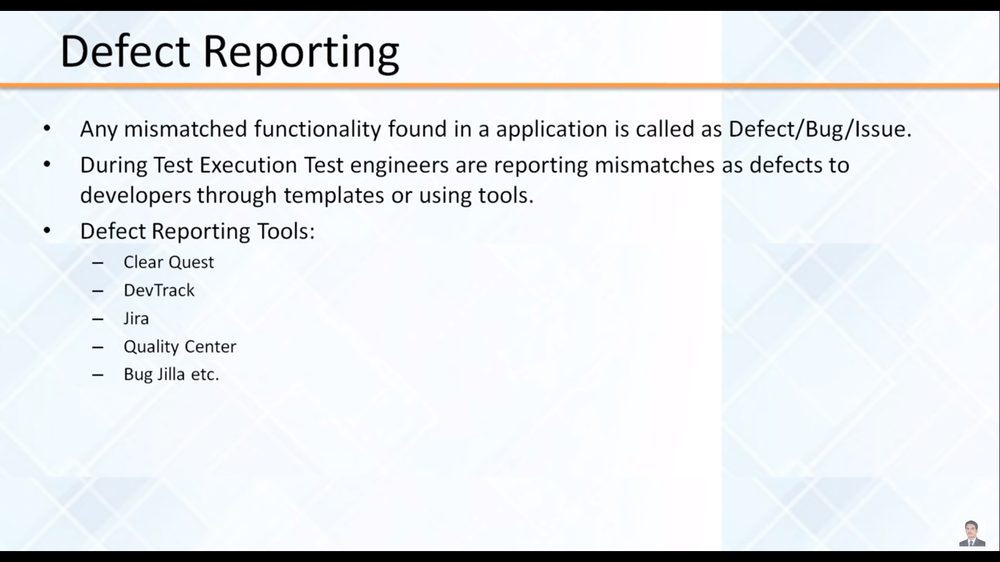 Defect Reporting
• Any mismatched functionality found in a application is called as Defect/Bug/Issue.
• During Test Execution Test engineers are reporting mismatches as defects to
developers through templates or using tools.
• Defect Reporting Tools:
– Clear Quest
– DevTrack
– Jira
– Quality Center
– Bug Jilla etc.